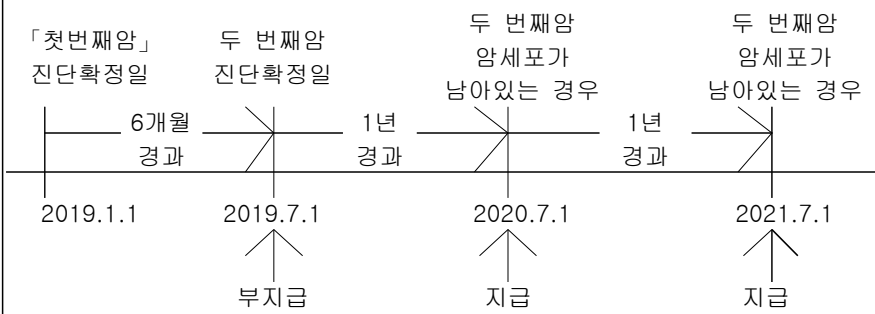 「첫번째암」
진단확정일
두 번째암
진단확정일
두 번째암
암세포가
남아있는 경우
두 번째암
암세포가
남아있는 경우
6개월
경과
1년
경과
1년
경과
2019.1.1
2019.7.1
2020.7.1
2021.7.1
부지급
지급
지급